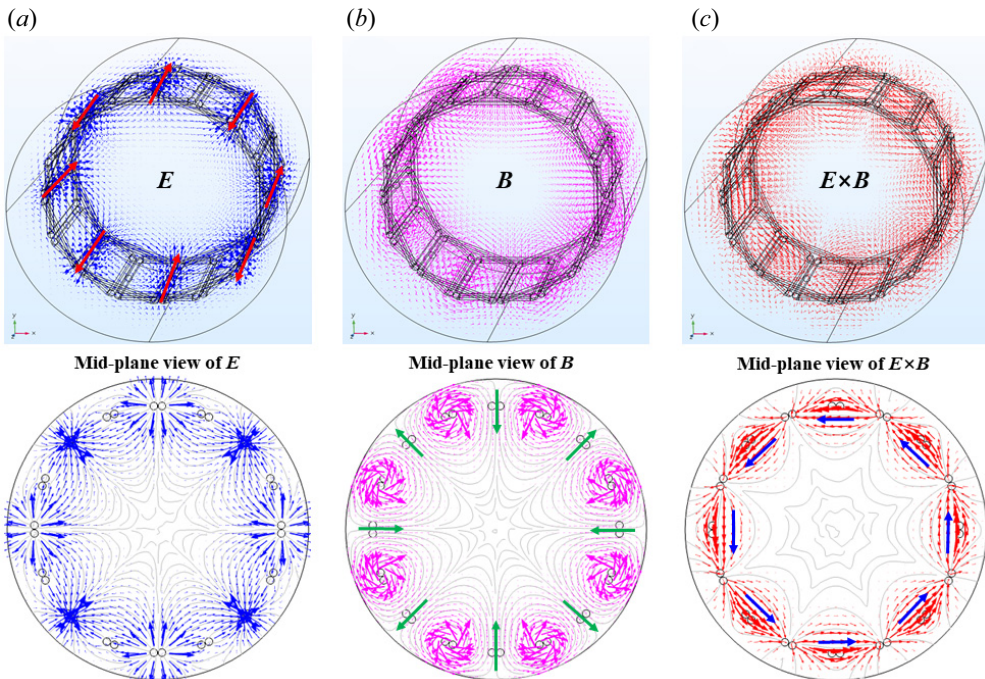 (a) (b) (c)
E B E×B
y x z y x z y x z
Mid-plane view of E Mid-plane view of B Mid-plane view of E×B